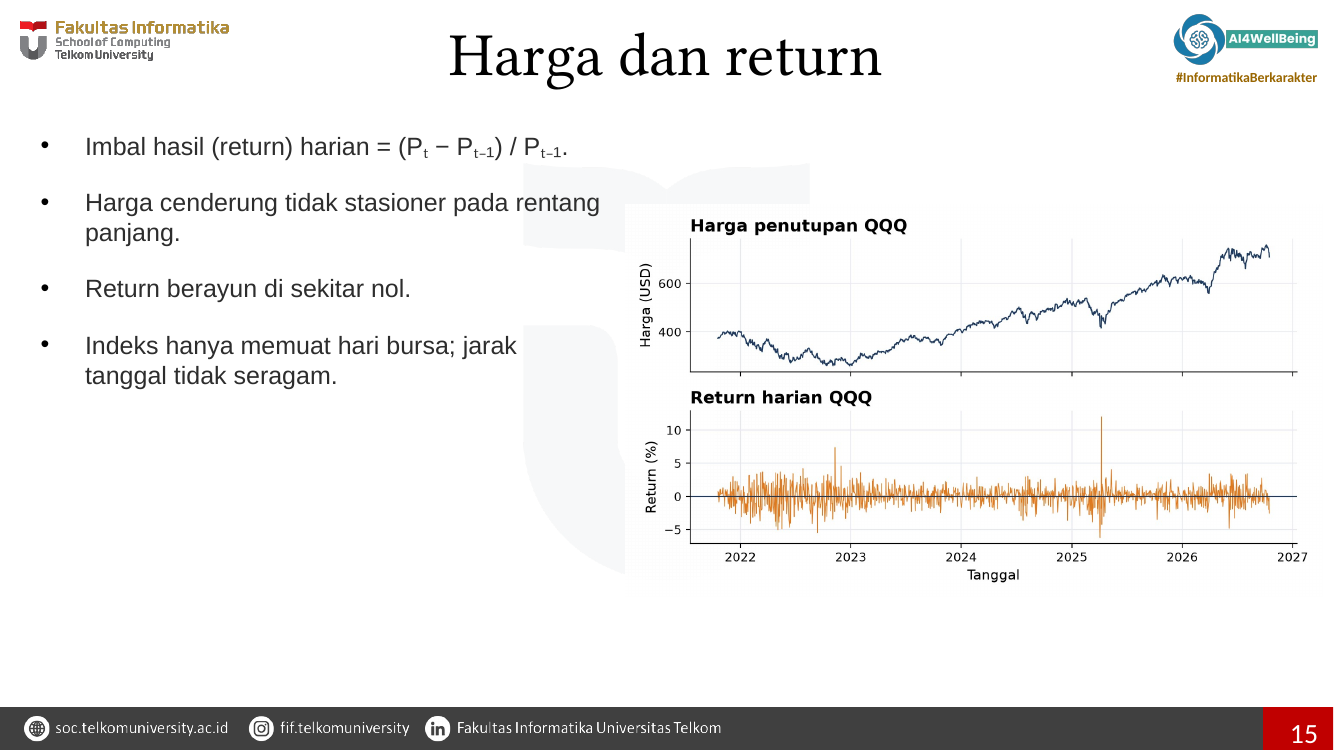 Fakultas Informatika
School of Computing
Telkom University
Harga dan return
AI4WellBeing
#InformatikaBerkarakter
• Imbal hasil (return) harian = (Pₜ − Pₜ₋₁) / Pₜ₋₁.
• Harga cenderung tidak stasioner pada rentang
panjang.
• Return berayun di sekitar nol.
• Indeks hanya memuat hari bursa; jarak
tanggal tidak seragam.
Harga penutupan QQQ
Harga (USD)
600
400
Return harian QQQ
Return (%)
10
5
0
−5
2022 2023 2024 2025 2026 2027
Tanggal
soc.telkomuniversity.ac.id fif.telkomuniversity Fakultas Informatika Universitas Telkom
15